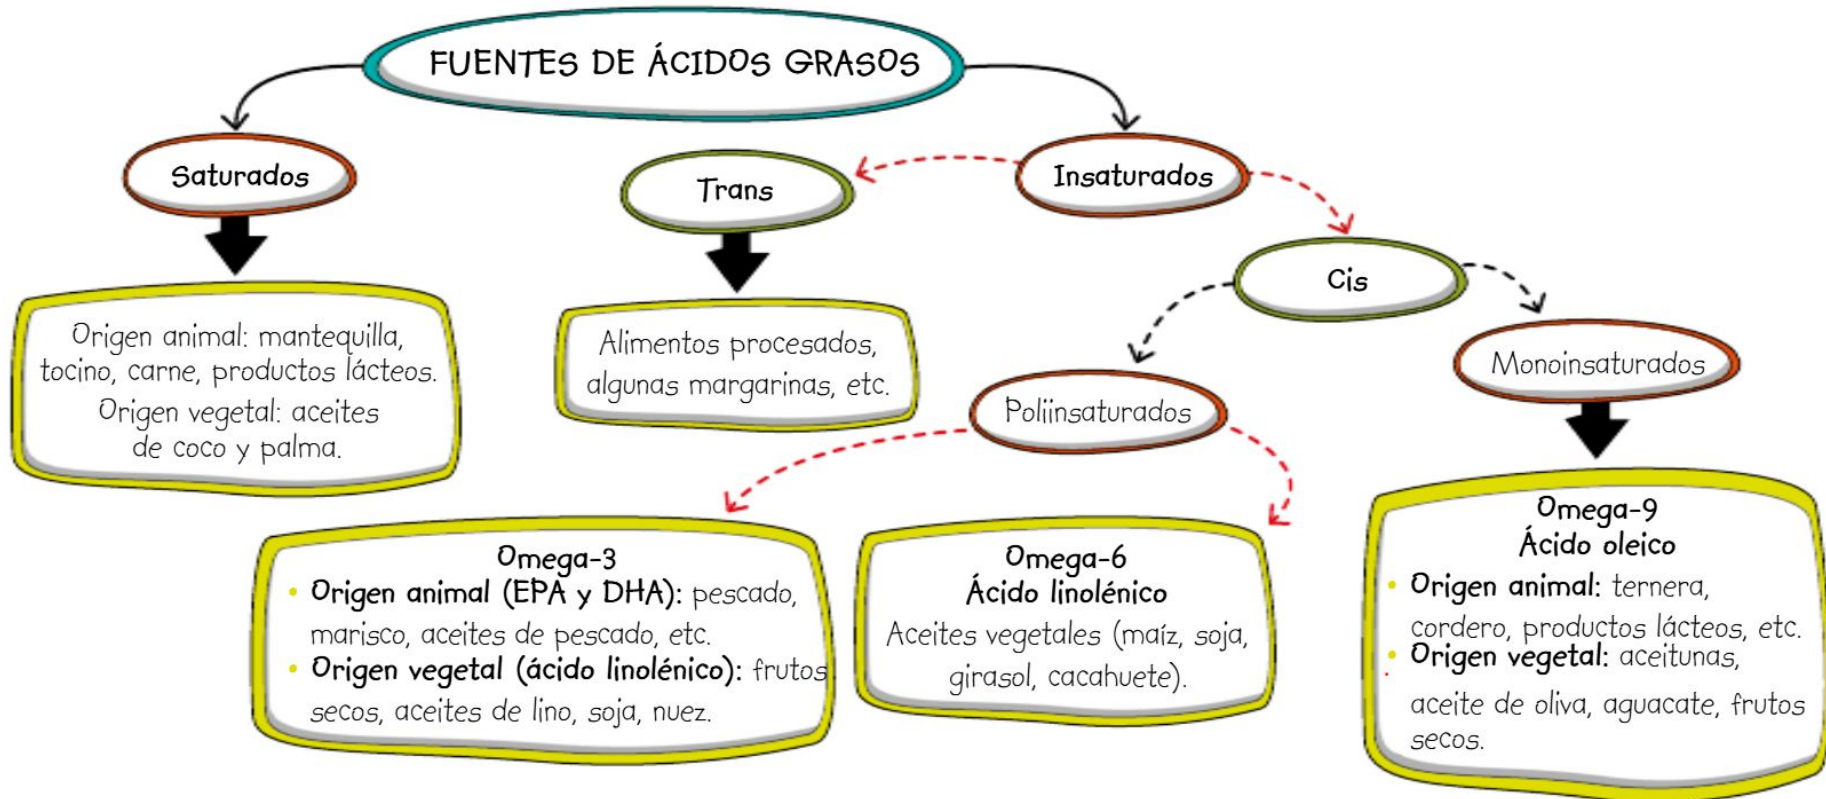 FUENTES DE ÁCIDOS GRASOS
Saturados
Trans
Insaturados
Cis
Origen animal: mantequilla,
tocino, carne, productos lácteos.
Origen vegetal: aceites
de coco y palma.
Alimentos procesados,
algunas margarinas, etc.
Poliinsaturados
Monoinsaturados
Omega-3
• Origen animal (EPA y DHA): pescado,
marisco, aceites de pescado, etc.
• Origen vegetal (ácido linolénico): frutos
secos, aceites de lino, soja, nuez.
Omega-6
Ácido linolénico
Aceites vegetales (maíz, soja,
girasol, cacahuete).
Omega-9
Ácido oleico
• Origen animal: ternera,
cordero, productos lácteos, etc.
• Origen vegetal: aceitunas,
aceite de oliva, aguacate, frutos
secos.